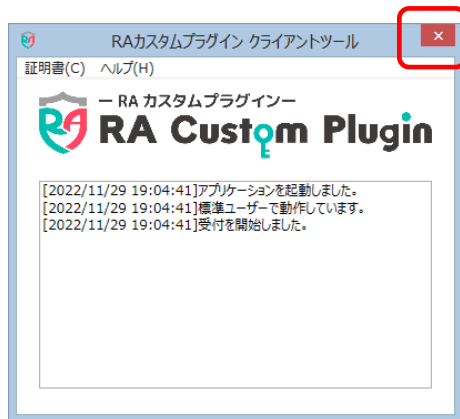 RAカスタムプラグイン クライアントツール
証明書(C) ヘルプ(H)
RA
ー RA カスタムプラグインー
RA Custom Plugin
[2022/11/29 19:04:41]アプリケーションを起動しました。
[2022/11/29 19:04:41]標準ユーザーで動作しています。
[2022/11/29 19:04:41]受付を開始しました。